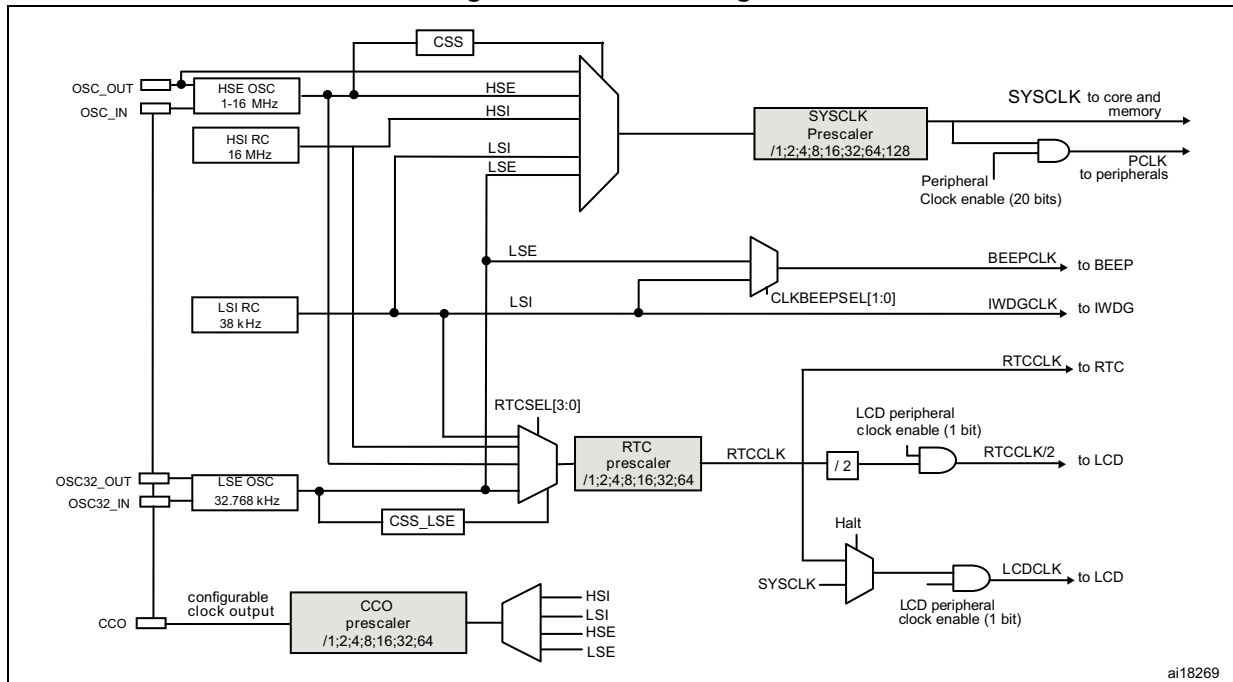 CSS
OSC_OUT
HSE OSC
1-16 MHz
HSE
OSC_IN
HSI
HSI RC
16 MHz
LSI
LSE
SYSCLK
Prescaler
/1;2;4;8;16;32;64;128
SYSCLK to core and
memory
PCLK
to peripherals
Peripheral
Clock enable (20 bits)
LSE
BEEPCLK
to BEEP
CLKBEEPSEL[1:0]
LSI RC
38 kHz
LSI
IWDGCLK
to IWDG
RTCCLK
to RTC
RTCSEL[3:0]
LCD peripheral
clock enable (1 bit)
RTC
prescaler
/1;2;4;8;16;32;64
RTCCLK
/ 2
RTCCLK/2
to LCD
OSC32_OUT
OSC32_IN
LSE OSC
32.768 kHz
CSS_LSE
Halt
SYSCLK
LCDCLK
to LCD
LCD peripheral
clock enable (1 bit)
CCO
configurable
clock output
CCO
prescaler
/1;2;4;8;16;32;64
HSI
LSI
HSE
LSE
ai18269